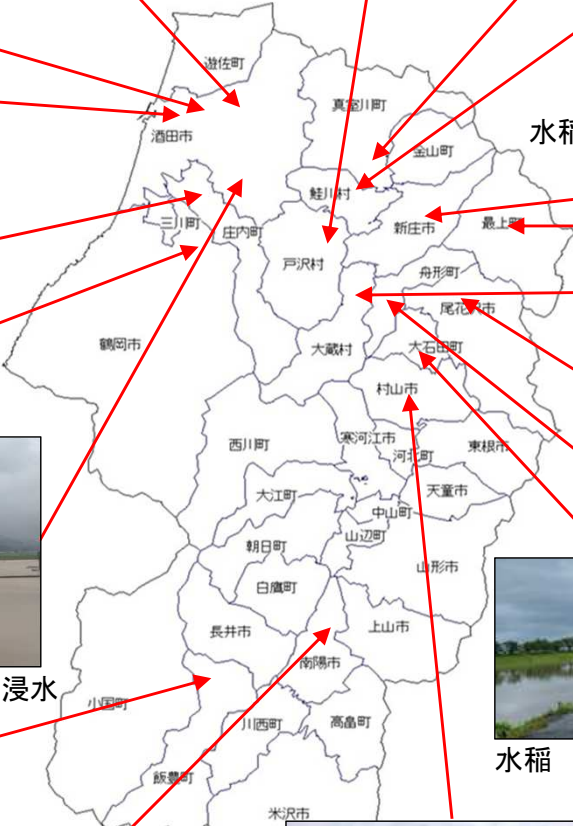 遊佐町
真室川町
酒田市
金山町
水稲
鮭川村
三川町
庄内町
新庄市
最上町
戸沢村
舟形町
尾花沢市
鶴岡市
大蔵村
大石田町
村山市
西川町
寒河江市
河北町
東根市
大江町
天童市
中山町
朝日町
山辺町
山形市
白鷹町
長井市
上山市
浸水
南陽市
小国町
川西町
高畠町
水稲
飯豊町
米沢市